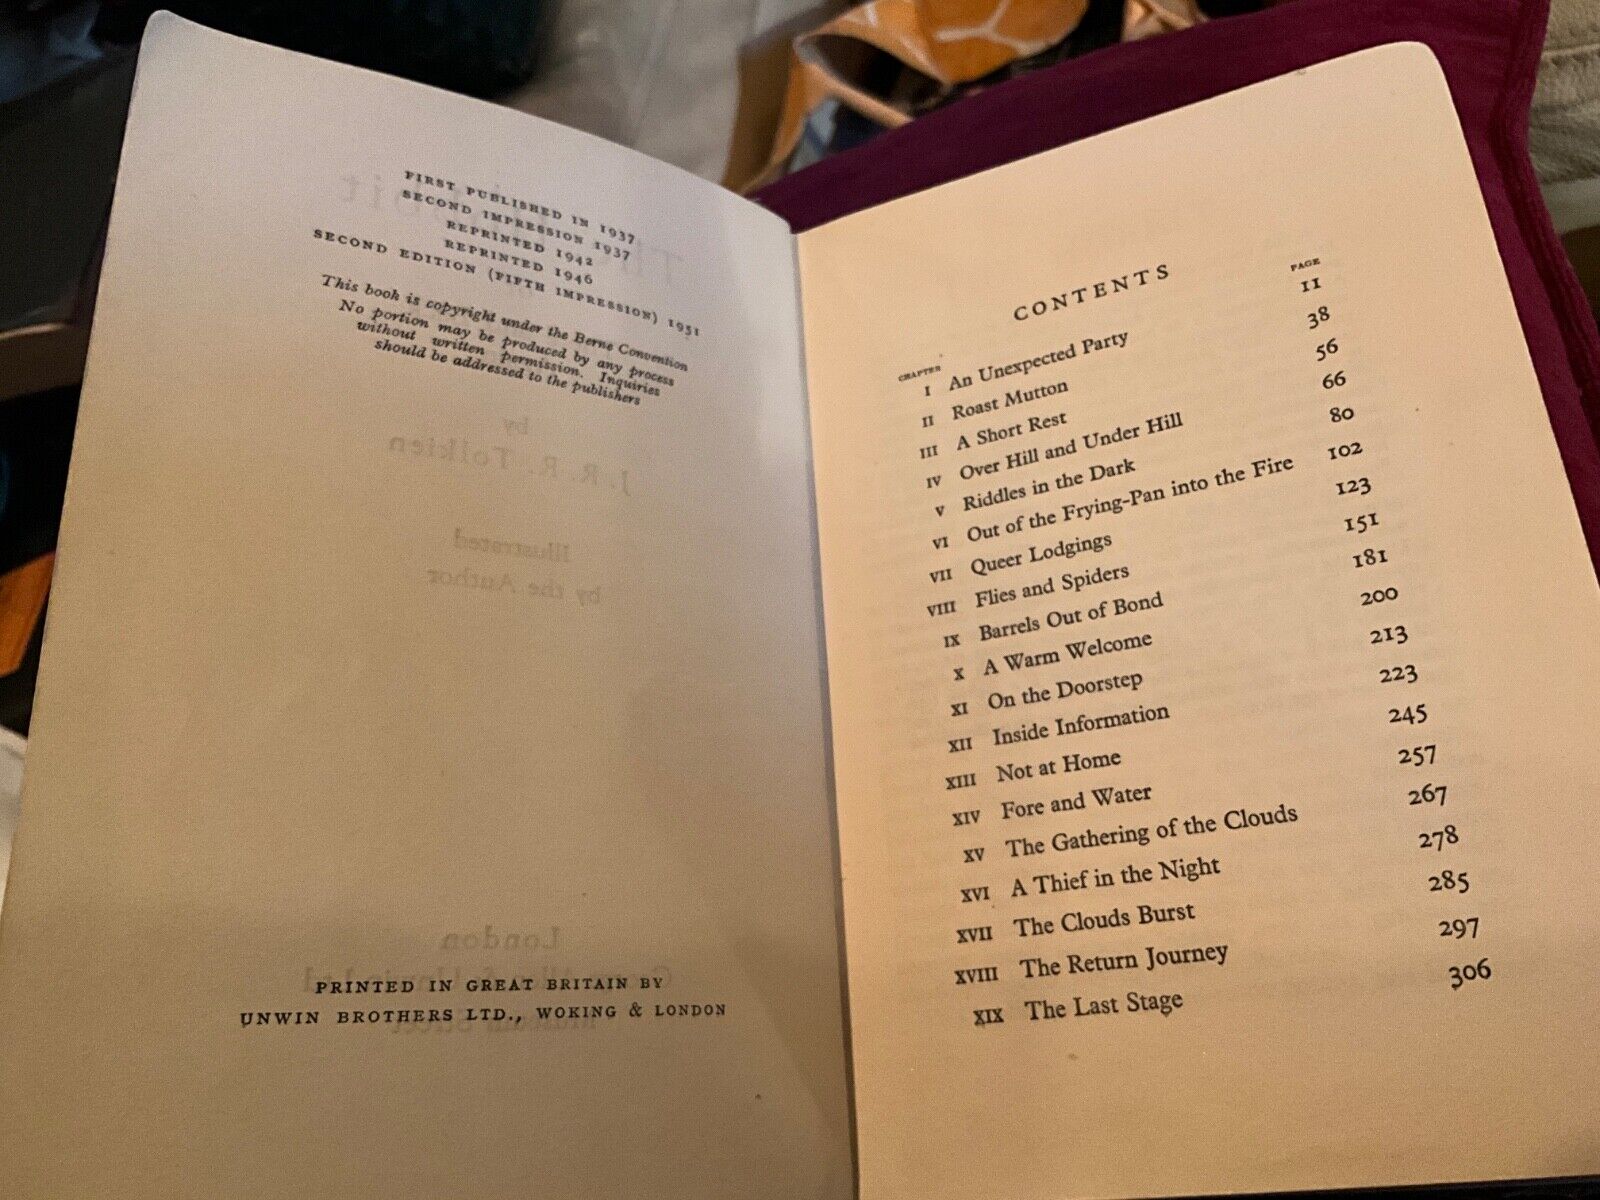 FIRST PUBLISHED IN 1937
SECOND IMPRESSION 1937
REPRINTED 1942
REPRINTED 1946
SECOND EDITION (FIFTH IMPRESSION) 1951
This book is copyright under the Berne Convention
No portion may be produced by any process
without written permission. Inquiries
should be addressed to the publishers
by
J. R. R. Tolkien
Illustrated
by the Author
London
PRINTED IN GREAT BRITAIN BY
UNWIN BROTHERS LTD., WOKING & LONDON
CONTENTS
CHAPTER PAGE
I An Unexpected Party 11
II Roast Mutton 38
III A Short Rest 56
IV Over Hill and Under Hill 66
V Riddles in the Dark 80
VI Out of the Frying-Pan into the Fire 102
VII Queer Lodgings 123
VIII Flies and Spiders 151
IX Barrels Out of Bond 181
X A Warm Welcome 200
XI On the Doorstep 213
XII Inside Information 223
XIII Not at Home 245
XIV Fore and Water 257
XV The Gathering of the Clouds 267
XVI A Thief in the Night 278
XVII The Clouds Burst 285
XVIII The Return Journey 297
XIX The Last Stage 306